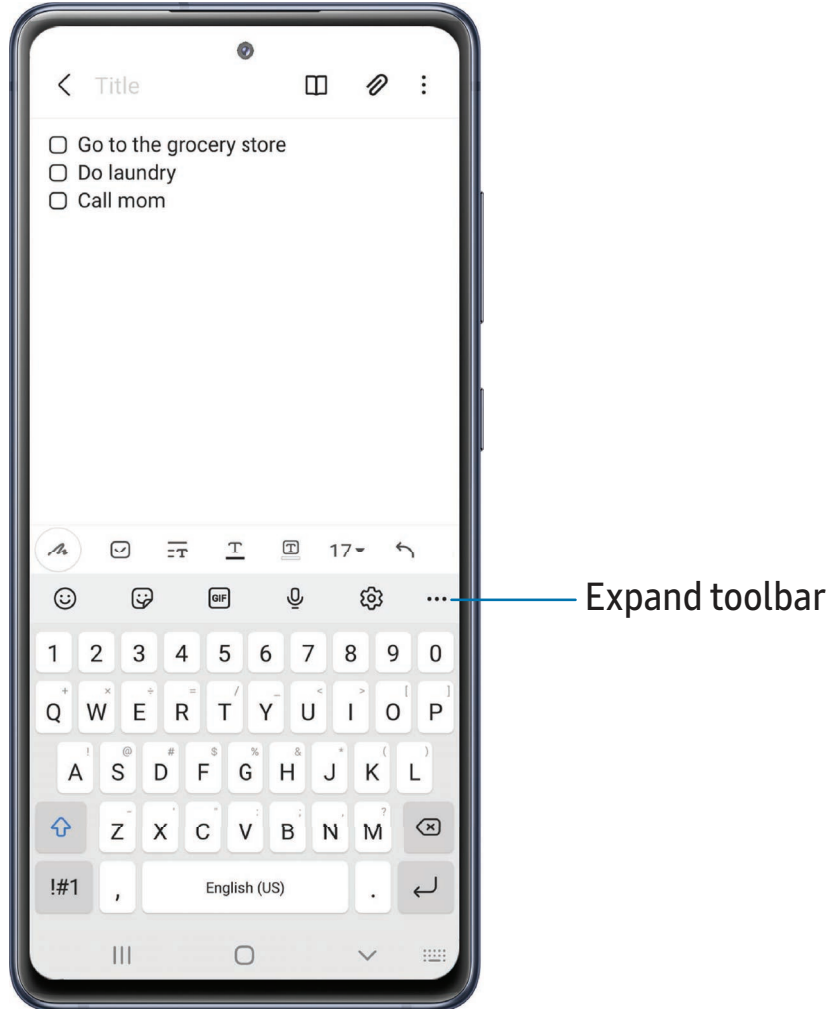 Title
Go to the grocery store
Do laundry
Call mom
T T T 17
GIF
Expand toolbar
1 2 3 4 5 6 7 8 9 0
+ × ÷ = / _ < > [ ]
Q W E R T Y U I O P
! @ # $ % & * ( )
A S D F G H J K L
- ' " : ; , ?
Z X C V B N M
!#1 , English (US) .